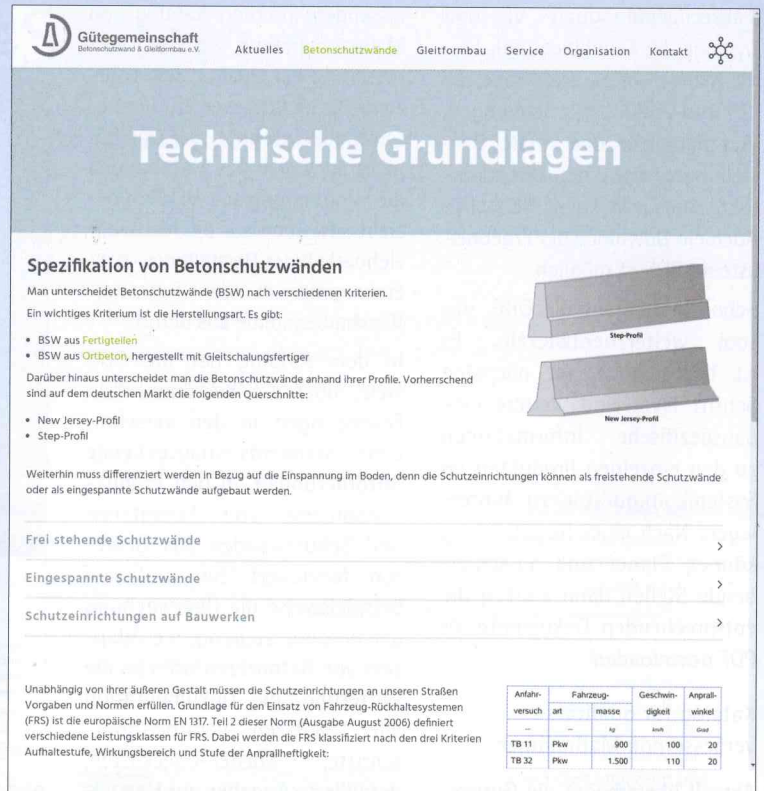 Gütegemeinschaft
Betonschutzwand & Gleitformbau e.V.
Aktuelles Betonschutzwände Gleitformbau Service Organisation Kontakt
Technische Grundlagen
Spezifikation von Betonschutzwänden
Man unterscheidet Betonschutzwände (BSW) nach verschiedenen Kriterien.
Ein wichtiges Kriterium ist die Herstellungsart. Es gibt:
• BSW aus Fertigteilen
• BSW aus Ortbeton, hergestellt mit Gleitschalungsfertiger
Darüber hinaus unterscheidet man die Betonschutzwände anhand ihrer Profile. Vorherrschend
sind auf dem deutschen Markt die folgenden Querschnitte:
• New Jersey-Profil
• Step-Profil
Step-Profil
New Jersey-Profil
Weiterhin muss differenziert werden in Bezug auf die Einspannung im Boden, denn die Schutzeinrichtungen können als freistehende Schutzwände
oder als eingespannte Schutzwände aufgebaut werden.
Frei stehende Schutzwände
Eingespannte Schutzwände
Schutzeinrichtungen auf Bauwerken
Unabhängig von ihrer äußeren Gestalt müssen die Schutzeinrichtungen an unseren Straßen
Vorgaben und Normen erfüllen. Grundlage für den Einsatz von Fahrzeug-Rückhaltesystemen
(FRS) ist die europäische Norm EN 1317. Teil 2 dieser Norm (Ausgabe August 2006) definiert
verschiedene Leistungsklassen für FRS. Dabei werden die FRS klassifiziert nach den drei Kriterien
Aufhaltestufe, Wirkungsbereich und Stufe der Anprallheftigkeit:
Anfahr- Fahrzeug- Geschwin- Anprall-
versuch art masse digkeit winkel
— — kg km/h Grad
TB 11 Pkw 900 100 20
TB 32 Pkw 1.500 110 20